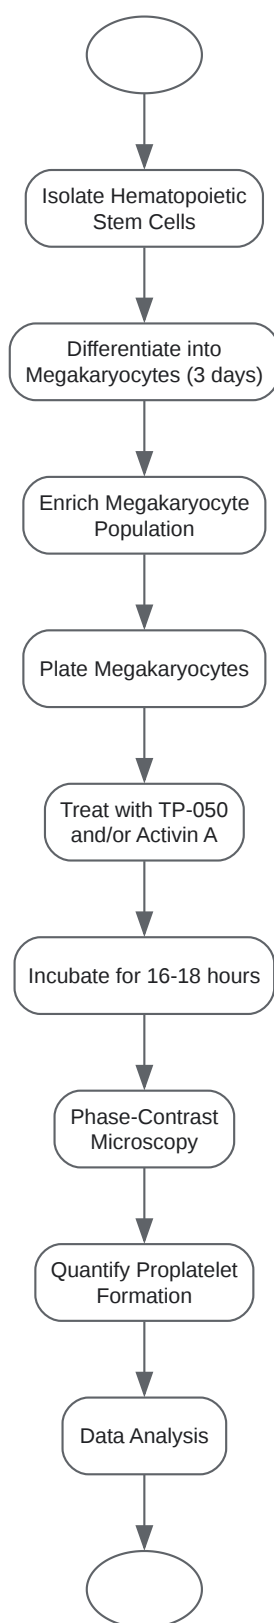 Isolate Hematopoietic
Stem Cells
Differentiate into
Megakaryocytes (3 days)
Enrich Megakaryocyte
Population
Plate Megakaryocytes
Treat with TP-050
and/or Activin A
Incubate for 16-18 hours
Phase-Contrast
Microscopy
Quantify Proplatelet
Formation
Data Analysis